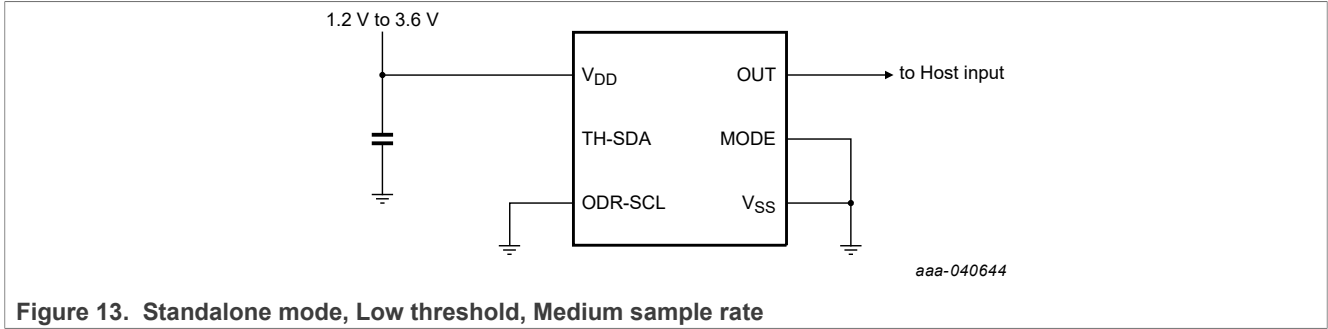 1.2 V to 3.6 V
VDD
OUT
to Host input
TH-SDA
MODE
ODR-SCL
VSS
aaa-040644
Figure 13. Standalone mode, Low threshold, Medium sample rate